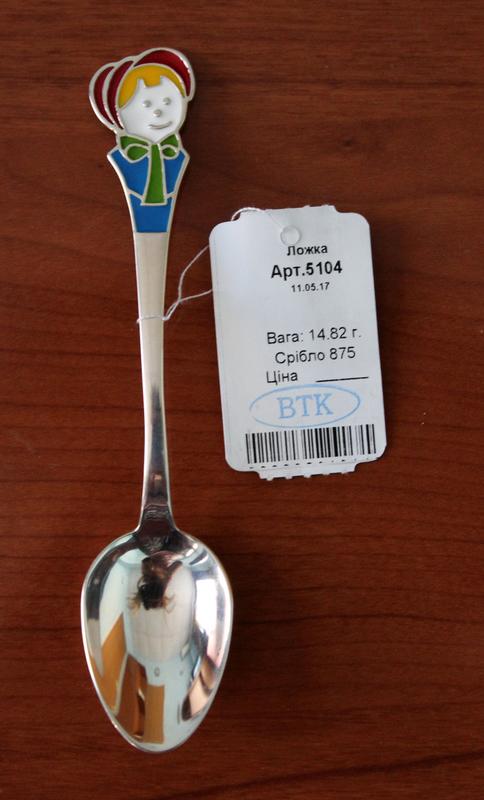 Ложка
Арт.5104
11.05.17
Вага: 14.82 г.
Срібло 875
Ціна
ВТК